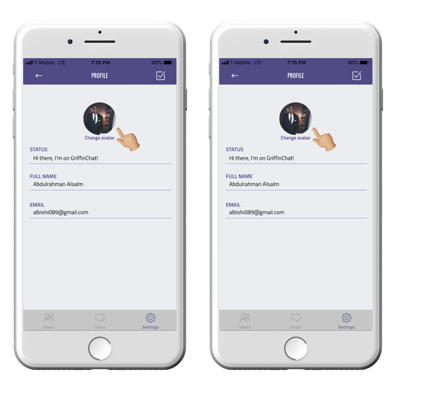 T-Mobile LTE 7:15 PM
PROFILE
Change avatar
STATUS
Hi there, I'm on GriffinChat!
FULL NAME
Abdulrahman Alsalm
EMAIL
albishi089@gmail.com
Users Chats Settings
T-Mobile LTE 7:15 PM
PROFILE
Change avatar
STATUS
Hi there, I'm on GriffinChat!
FULL NAME
Abdulrahman Alsalm
EMAIL
albishi089@gmail.com
Users Chats Settings